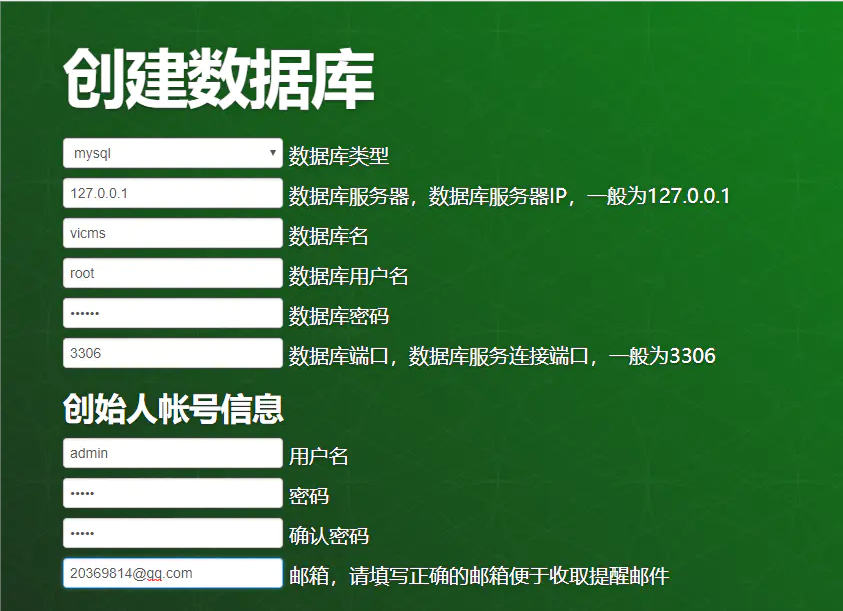 创建数据库
mysql 数据库类型
127.0.0.1 数据库服务器，数据库服务器IP，一般为127.0.0.1
vicms 数据库名
root 数据库用户名
•••••• 数据库密码
3306 数据库端口，数据库服务连接端口，一般为3306
创始人帐号信息
admin 用户名
••••• 密码
••••• 确认密码
20369814@qq.com 邮箱，请填写正确的邮箱便于收取提醒邮件